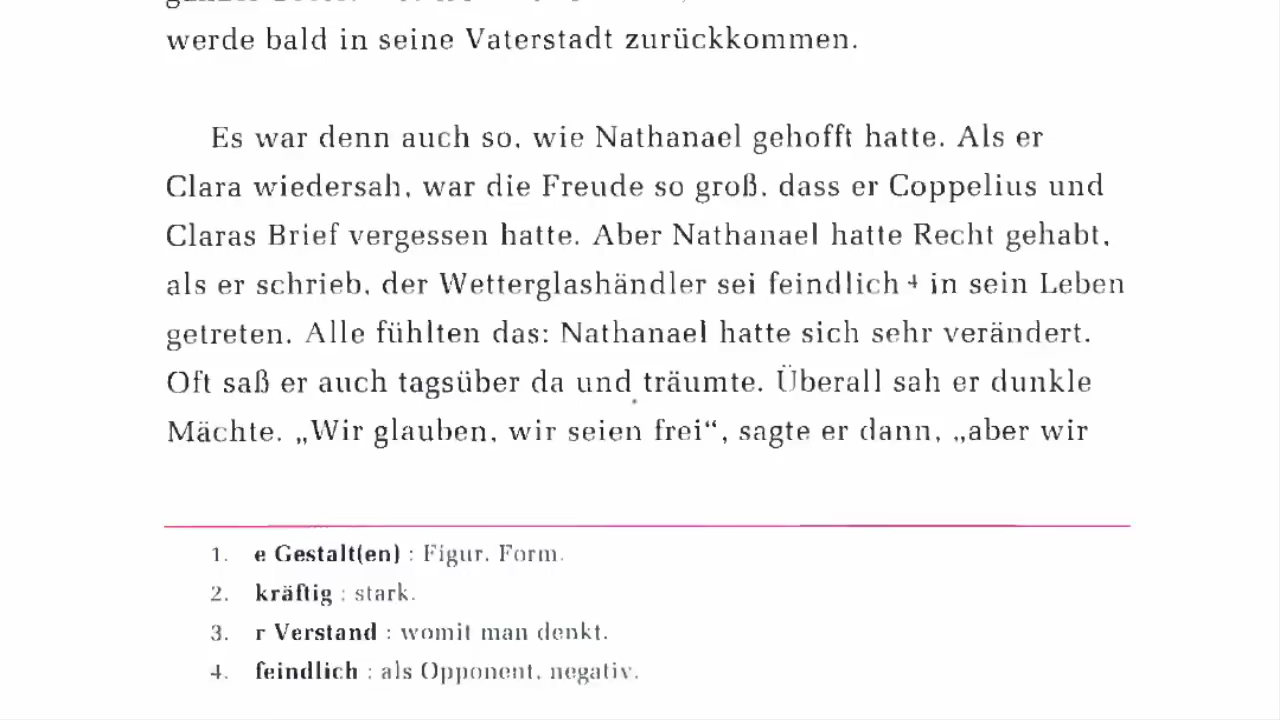 werde bald in seine Vaterstadt zurückkommen.
Es war denn auch so, wie Nathanael gehofft hatte. Als er
Clara wiedersah, war die Freude so groß, dass er Coppelius und
Claras Brief vergessen hatte. Aber Nathanael hatte Recht gehabt,
als er schrieb, der Wetterglashändler sei feindlich 4 in sein Leben
getreten. Alle fühlten das: Nathanael hatte sich sehr verändert.
Oft saß er auch tagsüber da und träumte. Überall sah er dunkle
Mächte. „Wir glauben, wir seien frei“, sagte er dann, „aber wir
1. e Gestalt(en) : Figur, Form.
2. kräftig : stark.
3. r Verstand : womit man denkt.
4. feindlich : als Opponent, negativ.